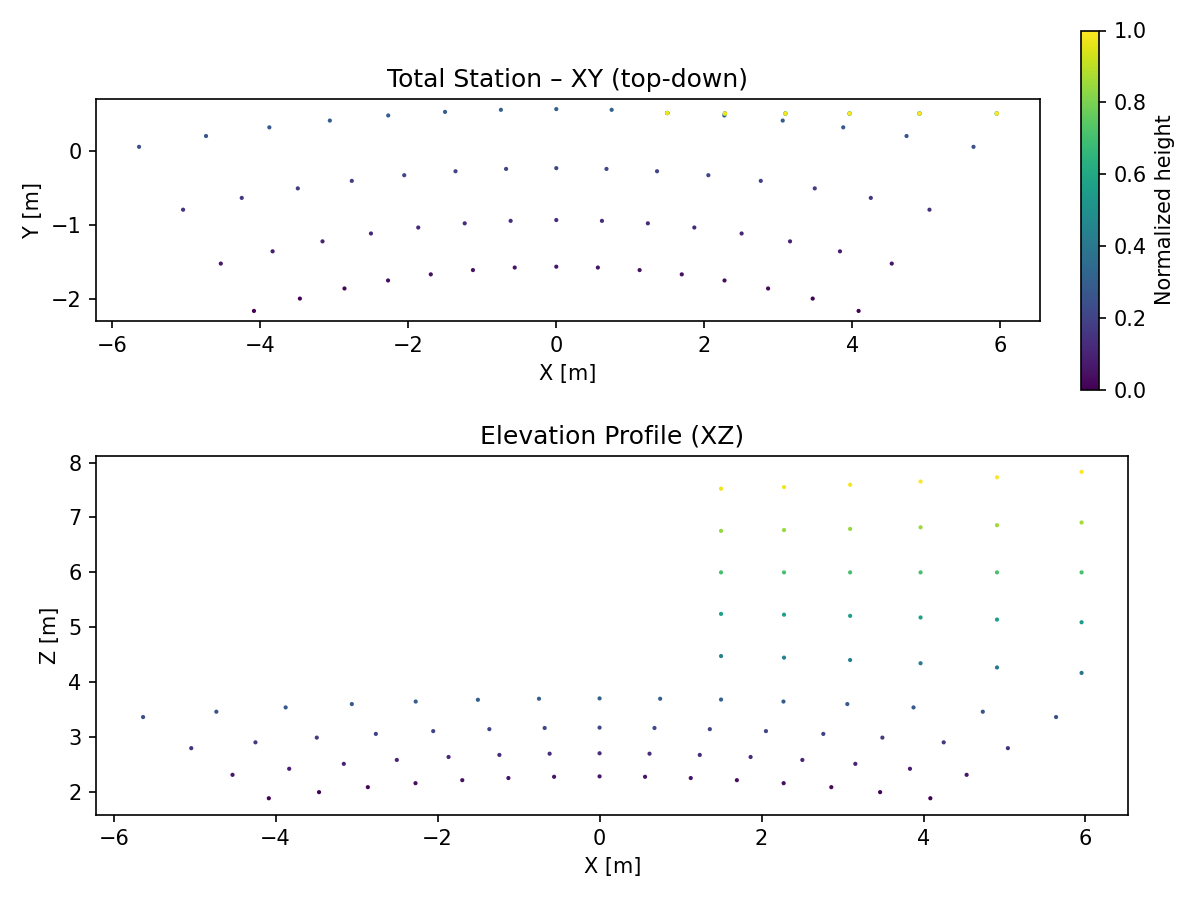 Total Station – XY (top-down)
0
−1
−2
Y [m]
−6 −4 −2 0 2 4 6
X [m]
1.0
0.8
0.6
0.4
0.2
0.0
Normalized height
Elevation Profile (XZ)
8
7
6
5
4
3
2
Z [m]
−6 −4 −2 0 2 4 6
X [m]